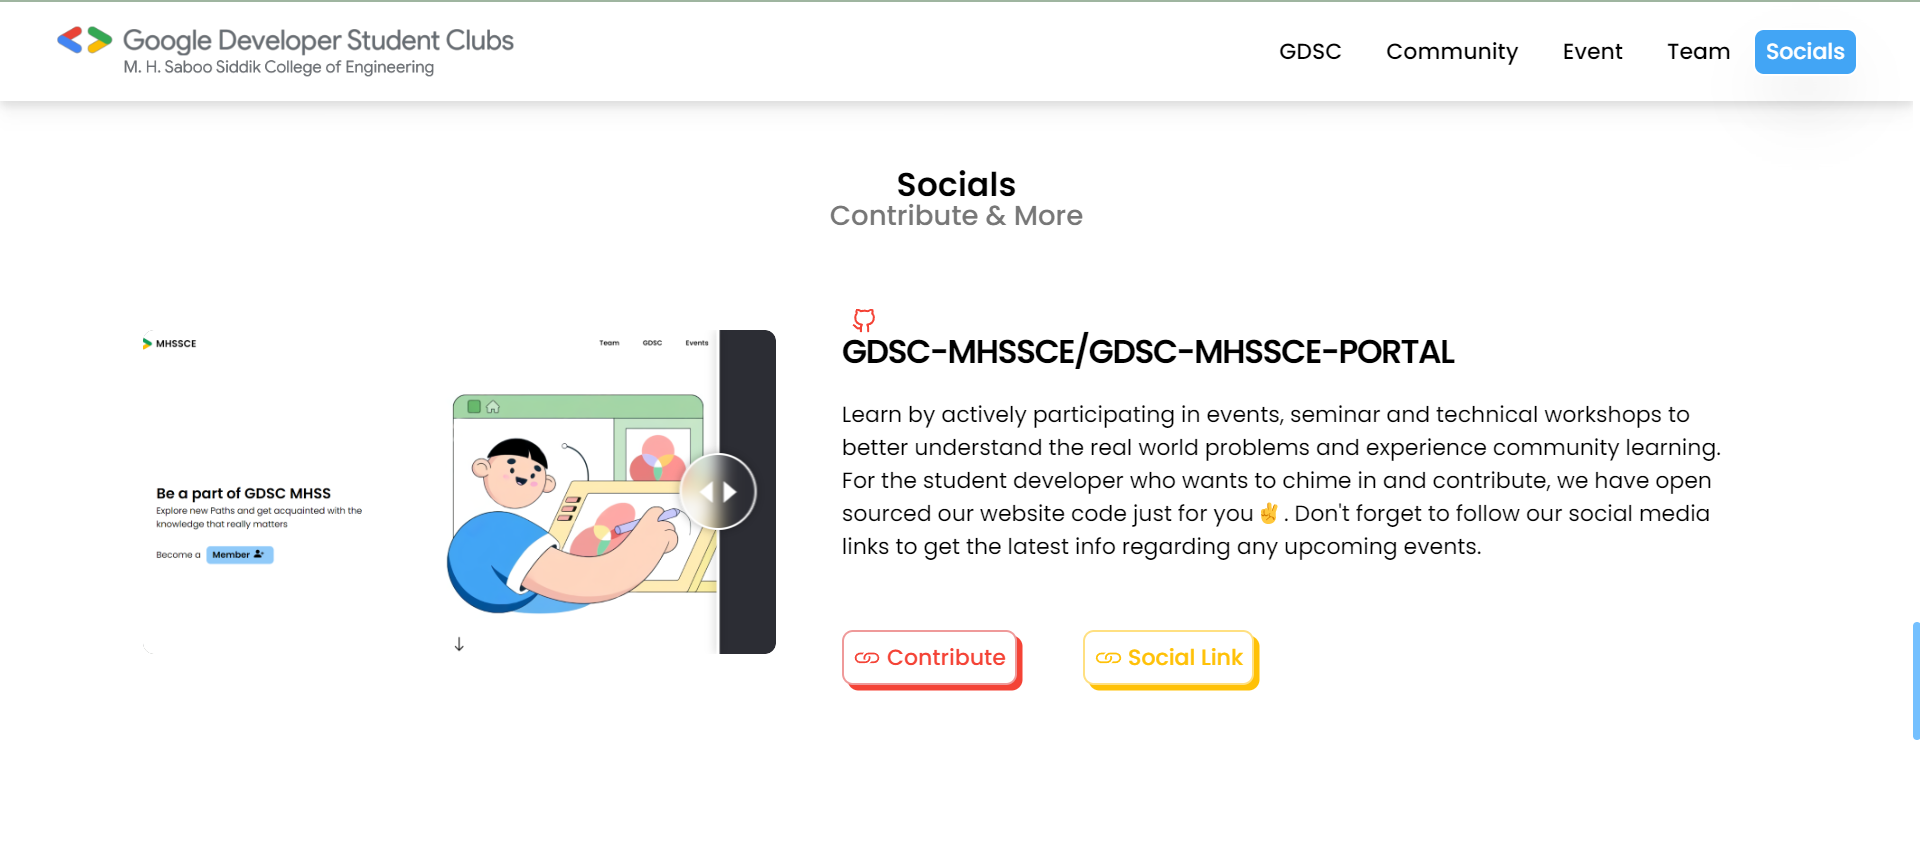 Google Developer Student Clubs
M. H. Saboo Siddik College of Engineering
GDSC Community Event Team Socials
Socials
Contribute & More
MHSSCE
Team GDSC Events
Be a part of GDSC MHSS
Explore new Paths and get acquainted with the
knowledge that really matters
Become a Member
GDSC-MHSSCE/GDSC-MHSSCE-PORTAL
Learn by actively participating in events, seminar and technical workshops to
better understand the real world problems and experience community learning.
For the student developer who wants to chime in and contribute, we have open
sourced our website code just for you ✌️ . Don't forget to follow our social media
links to get the latest info regarding any upcoming events.
Contribute
Social Link